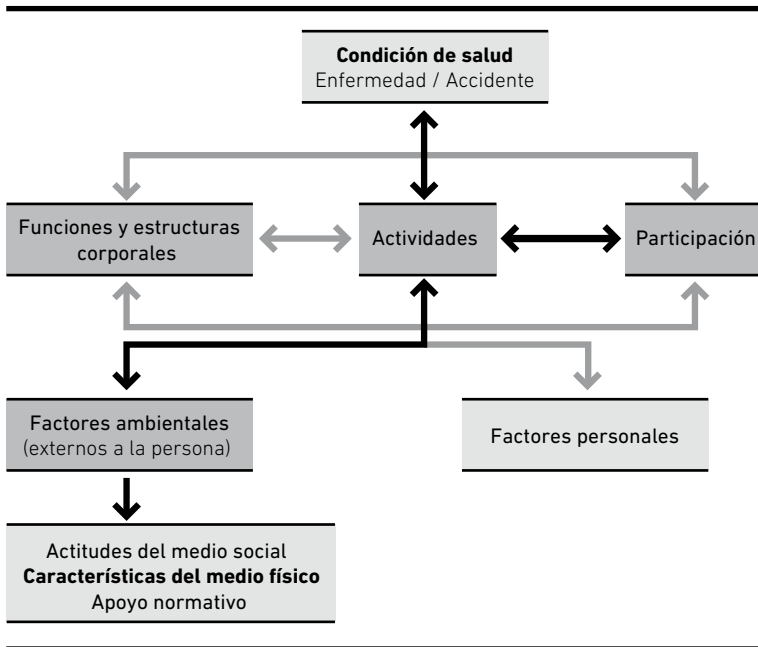 Condición de salud
Enfermedad / Accidente
Funciones y estructuras
corporales
Actividades
Participación
Factores ambientales
(externos a la persona)
Factores personales
Actitudes del medio social
Características del medio físico
Apoyo normativo